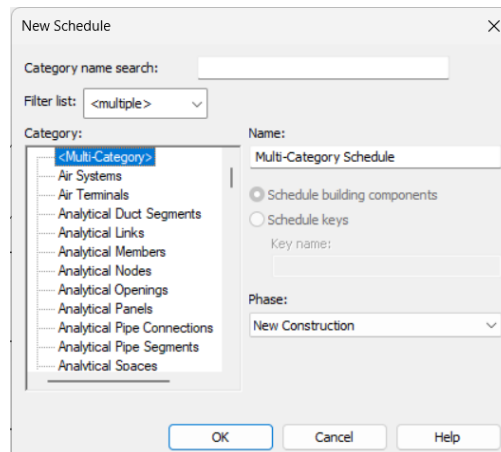 New Schedule
Category name search:
Filter list: <multiple>
Category:
<Multi-Category>
Air Systems
Air Terminals
Analytical Duct Segments
Analytical Links
Analytical Members
Analytical Nodes
Analytical Openings
Analytical Panels
Analytical Pipe Connections
Analytical Pipe Segments
Analytical Spaces
Name:
Multi-Category Schedule
Schedule building components
Schedule keys
Key name:
Phase:
New Construction
OK Cancel Help